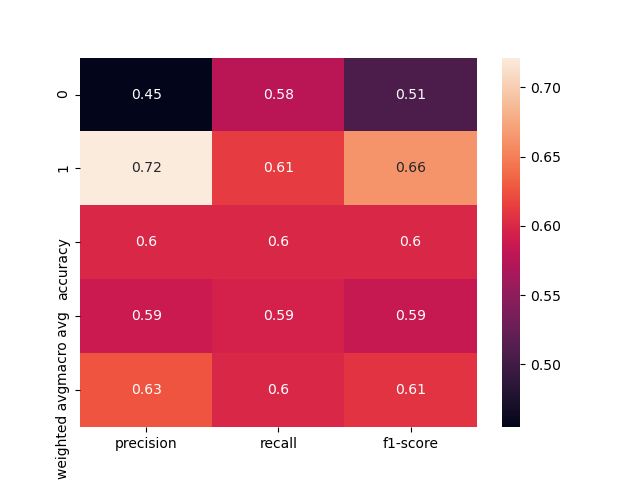 0 0.45 0.58 0.51
1 0.72 0.61 0.66
accuracy 0.6 0.6 0.6
macro avg 0.59 0.59 0.59
weighted avg 0.63 0.6 0.61
precision recall f1-score
0.70
0.65
0.60
0.55
0.50